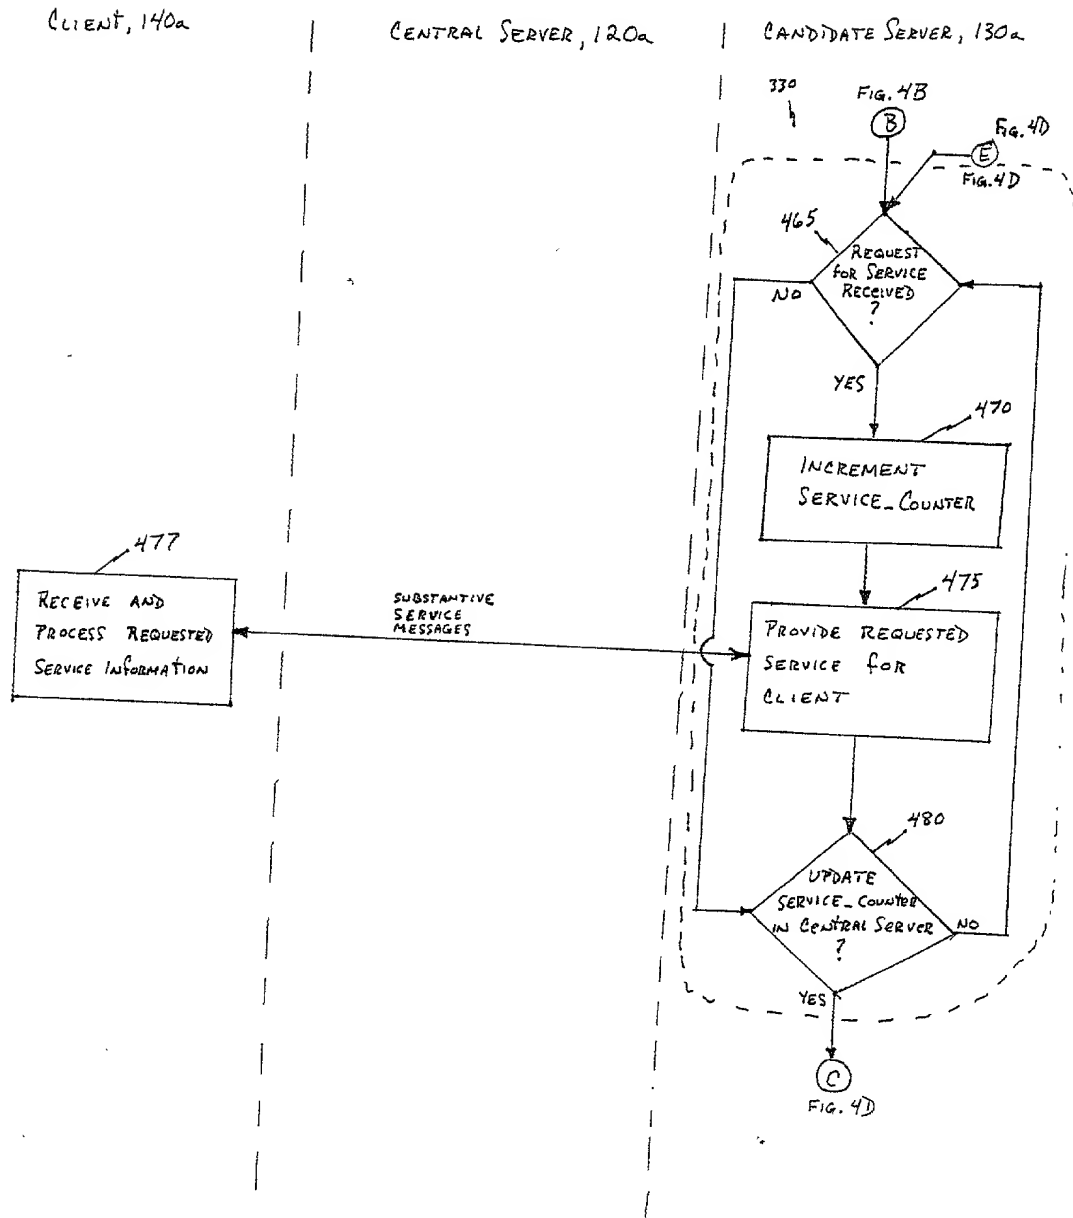 CLIENT, 140a
CENTRAL SERVER, 120a
CANDIDATE SERVER, 130a
330
FIG. 4B
B
FIG. 4D
E
FIG. 4D
465
REQUEST
FOR SERVICE
RECEIVED
?
NO
YES
470
INCREMENT
SERVICE_COUNTER
477
RECEIVE AND
PROCESS REQUESTED
SERVICE INFORMATION
SUBSTANTIVE
SERVICE
MESSAGES
475
PROVIDE REQUESTED
SERVICE FOR
CLIENT
480
UPDATE
SERVICE_COUNTER
IN CENTRAL SERVER
?
NO
YES
C
FIG. 4D